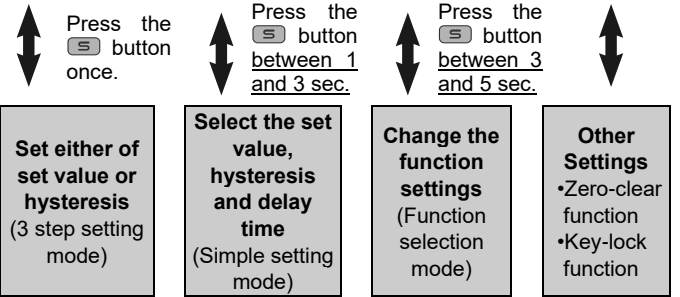 Press the
S button
once.
Press the
S button
between 1
and 3 sec.
Press the
S button
between 3
and 5 sec.
Set either of
set value or
hysteresis
(3 step setting
mode)
Select the set
value,
hysteresis
and delay
time
(Simple setting
mode)
Change the
function
settings
(Function
selection
mode)
Other
Settings
•Zero-clear
function
•Key-lock
function